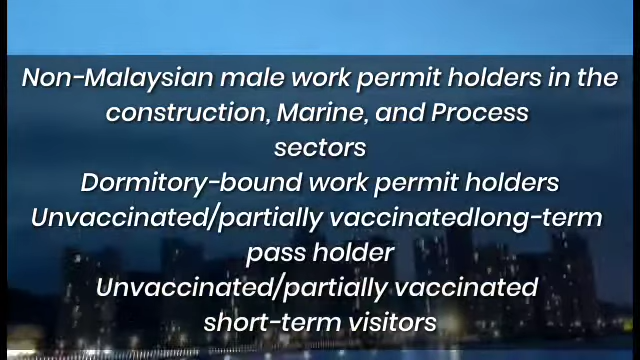 Non-Malaysian male work permit holders in the
construction, Marine, and Process
sectors
Dormitory-bound work permit holders
Unvaccinated/partially vaccinatedlong-term
pass holder
Unvaccinated/partially vaccinated
short-term visitors